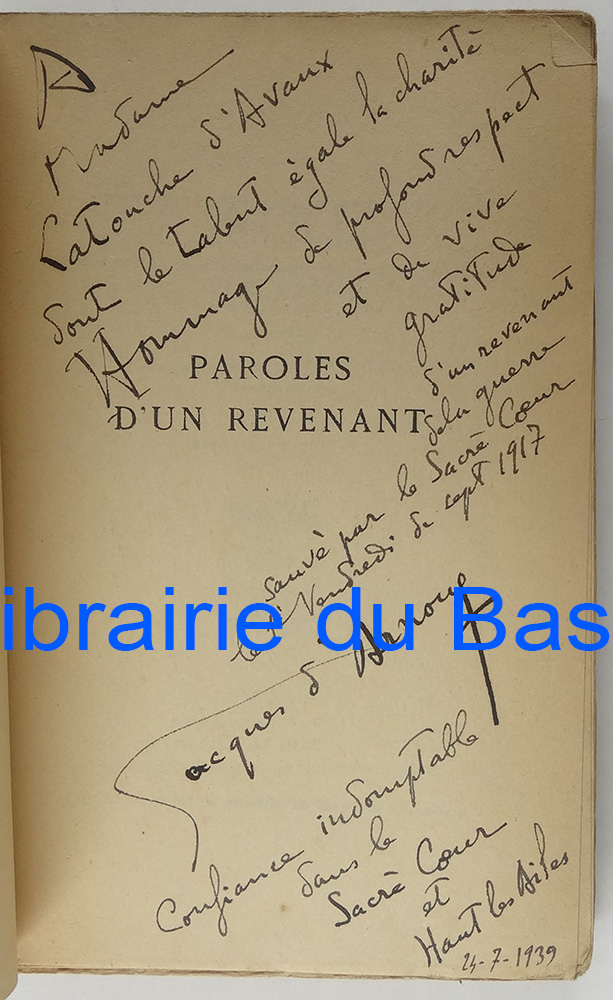 A
Madame
Latouche d'Avaux
dont le talent égale la charité
Hommage de profond respect
et de vive
gratitude
d'un revenant
de la guerre
sauvé par le Sacré Cœur
le 1er Vendredi de sept 1917
PAROLES
D'UN REVENANT
ibrairie du Bas
Jacques d'Arnoux
Confiance indomptable
dans le
Sacré Cœur
et
Haut les Ailes
24-7-1939